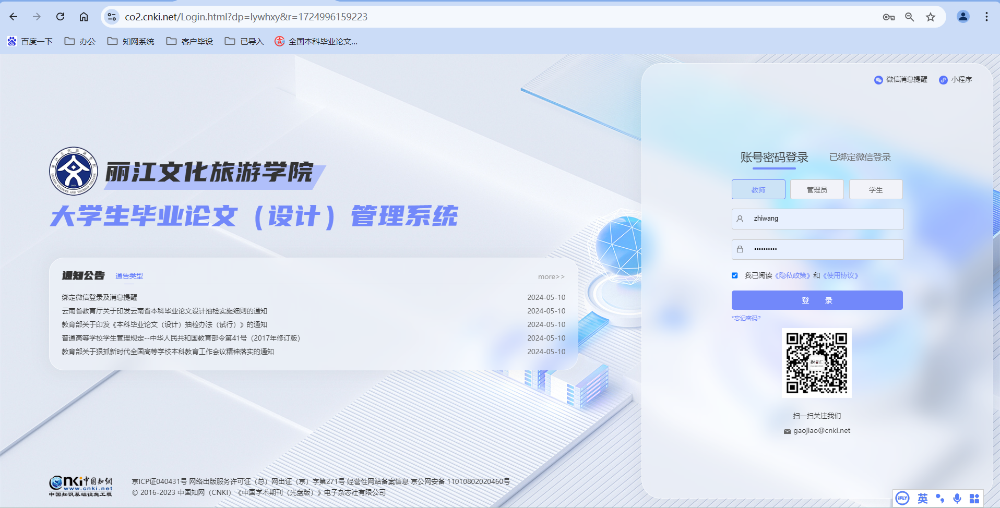 co2.cnki.net/Login.html?dp=lywhxy&r=1724996159223
百度一下 办公 知网系统 客户毕设 已导入 全国本科毕业论文...
微信消息提醒 小程序
丽江文化旅游学院
大学生毕业论文（设计）管理系统
通知公告 通告类型 more>>
绑定微信登录及消息提醒 2024-05-10
云南省教育厅关于印发云南省本科毕业论文设计抽检实施细则的通知 2024-05-10
教育部关于印发《本科毕业论文（设计）抽检办法（试行）》的通知 2024-05-10
普通高等学校学生管理规定--中华人民共和国教育部令第41号（2017年修订版） 2024-05-10
教育部关于狠抓新时代全国高等学校本科教育工作会议精神落实的通知 2024-05-10
账号密码登录 已绑定微信登录
教师 管理员 学生
zhiwang
••••••••••
我已阅读《隐私政策》和《使用协议》
登 录
*忘记密码?
扫一扫关注我们
gaojiao@cnki.net
Cnki中国知网
www.cnki.net
中国知识基础设施工程
京ICP证040431号 网络出版服务许可证（总）网出证（京）字第271号 经营性网站备案信息 京公网安备 11010802020460号
© 2016-2023 中国知网（CNKI）《中国学术期刊（光盘版）》电子杂志社有限公司
iFLY 英